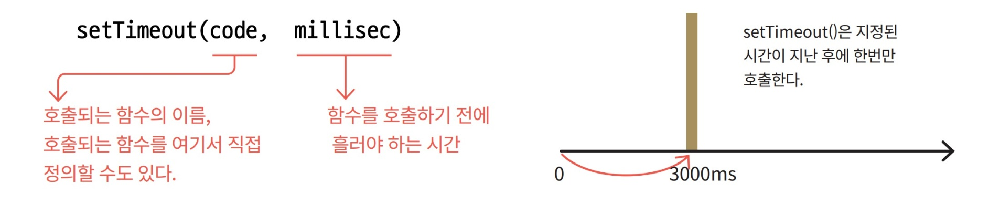 setTimeout(code, millisec)
호출되는 함수의 이름,
호출되는 함수를 여기서 직접
정의할 수도 있다.
함수를 호출하기 전에
흘러야 하는 시간
setTimeout()은 지정된
시간이 지난 후에 한번만
호출한다.
0
3000ms